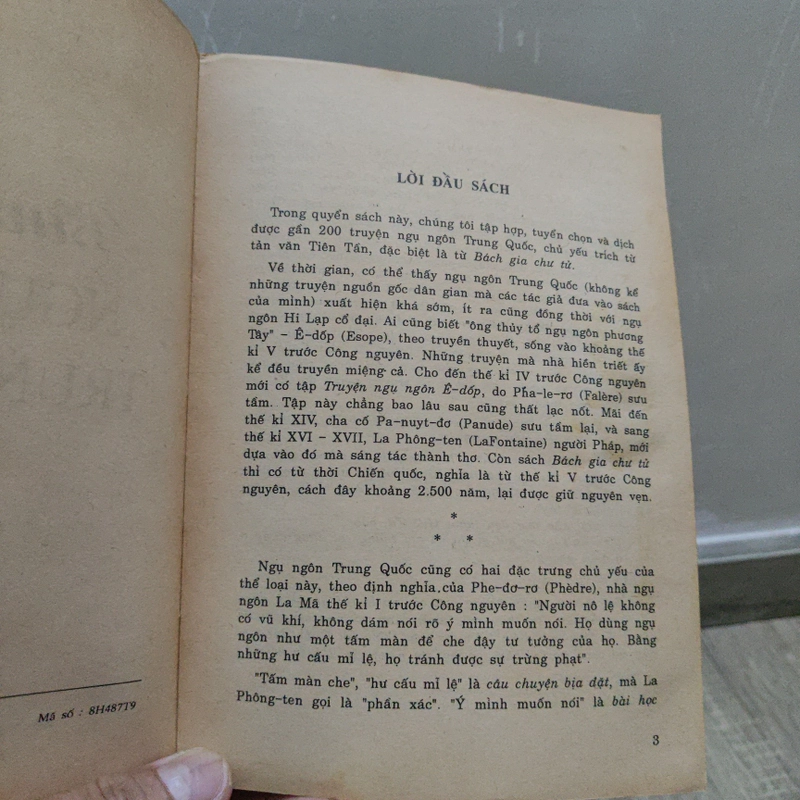 LỜI ĐẦU SÁCH
Trong quyển sách này, chúng tôi tập hợp, tuyển chọn và dịch
được gần 200 truyện ngụ ngôn Trung Quốc, chủ yếu trích từ
tản văn Tiên Tần, đặc biệt là từ Bách gia chư tử.
Về thời gian, có thể thấy ngụ ngôn Trung Quốc (không kể
những truyện nguồn gốc dân gian mà các tác giả đưa vào sách
của mình) xuất hiện khá sớm, ít ra cũng đồng thời với ngụ
ngôn Hi Lạp cổ đại. Ai cũng biết "ông thủy tổ ngụ ngôn phương
Tây" - Ê-dốp (Esope), theo truyền thuyết, sống vào khoảng thế
kỉ V trước Công nguyên. Những truyện mà nhà hiền triết ấy
kể đều truyền miệng cả. Cho đến thế kỉ IV trước Công nguyên
mới có tập Truyện ngụ ngôn Ê-dốp, do Pha-le-rơ (Falère) sưu
tầm. Tập này chẳng bao lâu sau cũng thất lạc nốt. Mãi đến
thế kỉ XIV, cha cố Pa-nuyt-đơ (Panude) sưu tầm lại, và sang
thế kỉ XVI - XVII, La Phông-ten (LaFontaine) người Pháp, mới
dựa vào đó mà sáng tác thành thơ. Còn sách Bách gia chư tử
thì có từ thời Chiến quốc, nghĩa là từ thế kỉ V trước Công
nguyên, cách đây khoảng 2.500 năm, lại được giữ nguyên vẹn.
*
* *
Ngụ ngôn Trung Quốc cũng có hai đặc trưng chủ yếu của
thể loại này, theo định nghĩa của Phe-đơ-rơ (Phèdre), nhà ngụ
ngôn La Mã thế kỉ I trước Công nguyên : "Người nô lệ không
có vũ khí, không dám nói rõ ý mình muốn nói. Họ dùng ngụ
ngôn như một tấm màn để che đậy tư tưởng của họ. Bằng
những hư cấu mỉ lệ, họ tránh được sự trừng phạt".
"Tấm màn che", "hư cấu mỉ lệ" là câu chuyện bịa đặt, mà La
Phông-ten gọi là "phần xác". "Ý mình muốn nói" là bài học
3
Mã số : 8H487T9